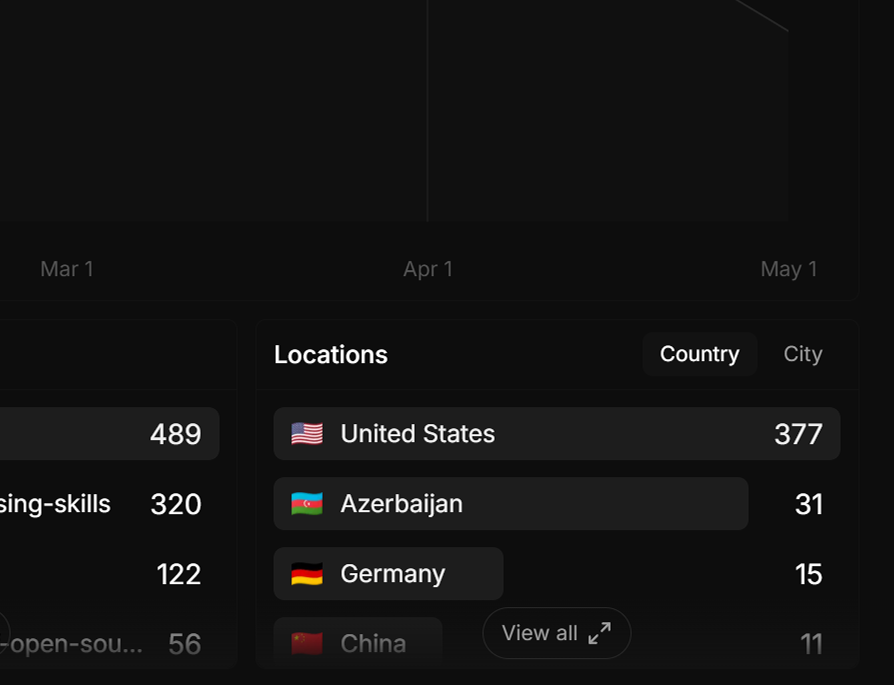 Mar 1 Apr 1 May 1
Locations Country City
489
United States 377
sing-skills 320
Azerbaijan 31
122
Germany 15
-open-sou... 56
China 11
View all